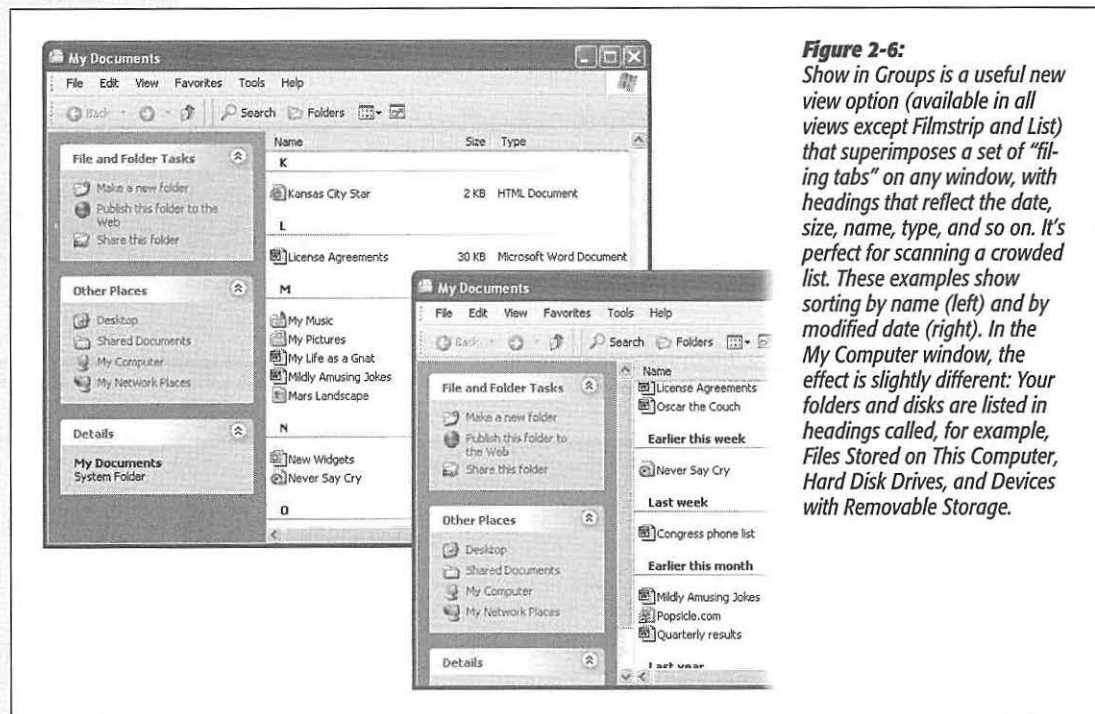 My Documents
File Edit View Favorites Tools Help
Back Search Folders
File and Folder Tasks
Make a new folder
Publish this folder to the
Web
Share this folder
Other Places
Desktop
Shared Documents
My Computer
My Network Places
Details
My Documents
System Folder
Name Size Type
K
Kansas City Star 2 KB HTML Document
L
License Agreements 30 KB Microsoft Word Document
M
My Music
My Pictures
My Life as a Gnat
Mildly Amusing Jokes
Mars Landscape
N
New Widgets
Never Say Cry
O
My Documents
File Edit View Favorites Tools Help
Back Search Folders
File and Folder Tasks
Make a new folder
Publish this folder to
the Web
Share this folder
Other Places
Desktop
Shared Documents
My Computer
My Network Places
Details
Name
License Agreements
Oscar the Couch
Earlier this week
Never Say Cry
Last week
Congress phone list
Earlier this month
Mildly Amusing Jokes
Popsicle.com
Quarterly results
Last year
Figure 2-6:
Show in Groups is a useful new
view option (available in all
views except Filmstrip and List)
that superimposes a set of "fil-
ing tabs" on any window, with
headings that reflect the date,
size, name, type, and so on. It's
perfect for scanning a crowded
list. These examples show
sorting by name (left) and by
modified date (right). In the
My Computer window, the
effect is slightly different: Your
folders and disks are listed in
headings called, for example,
Files Stored on This Computer,
Hard Disk Drives, and Devices
with Removable Storage.